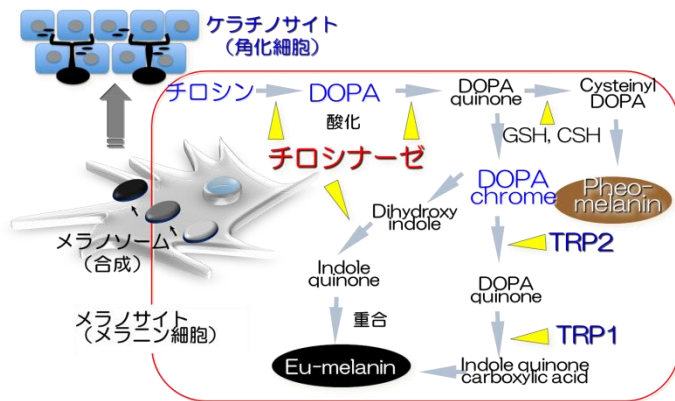 ケラチノサイト
(角化細胞)
チロシン
DOPA
酸化
DOPA
quinone
Cysteinyl
DOPA
GSH, CSH
チロシナーゼ
DOPA
chrome
Pheo-
melanin
Dihydroxy
indole
TRP2
メラノソーム
(合成)
Indole
quinone
DOPA
quinone
メラノサイト
(メラニン細胞)
重合
TRP1
Eu-melanin
Indole quinone
carboxylic acid